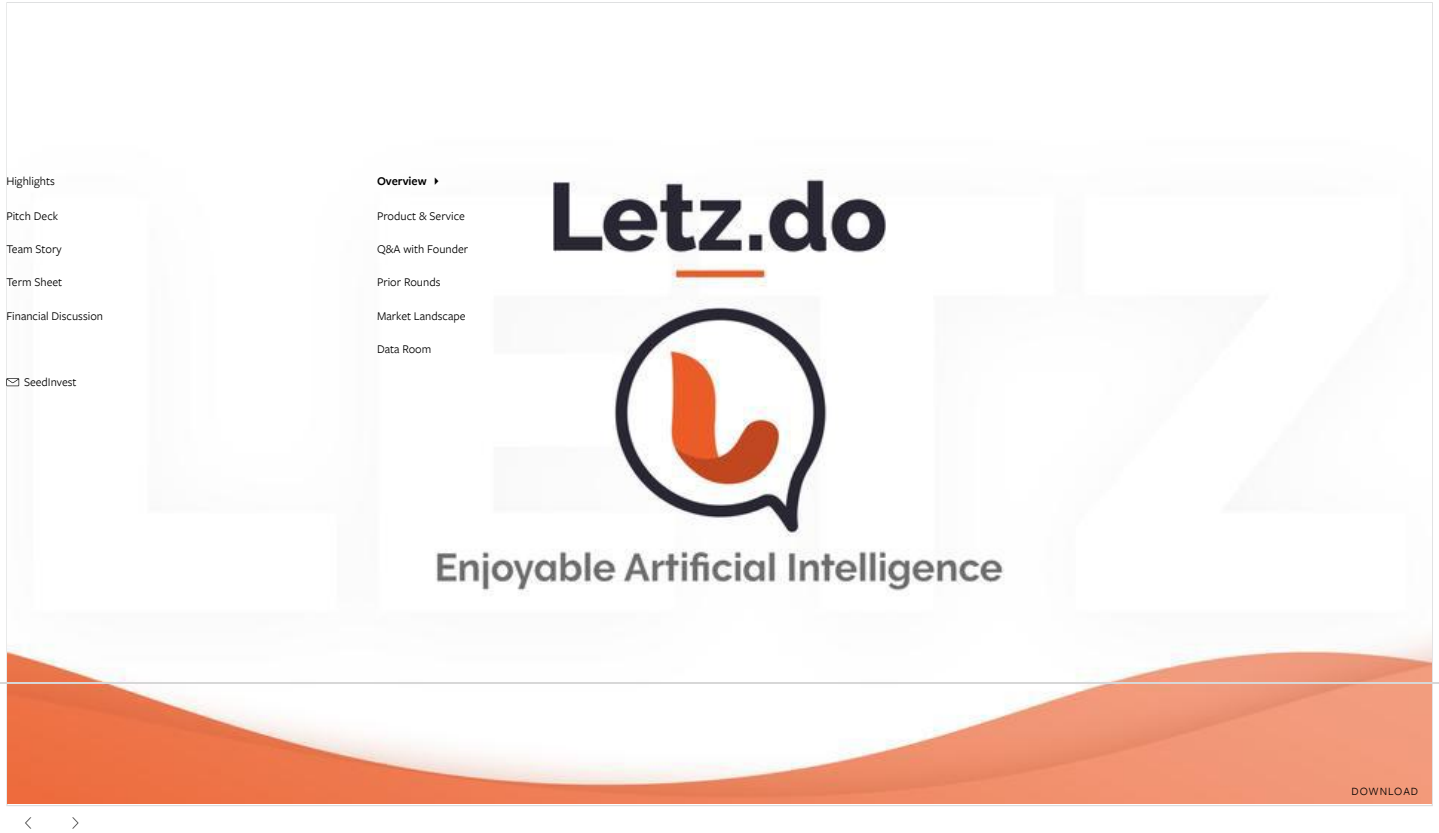 Highlights
Pitch Deck
Team Story
Term Sheet
Financial Discussion
SeedInvest
Overview
Product & Service
Q&A with Founder
Prior Rounds
Market Landscape
Data Room
Letz.do
Enjoyable Artificial Intelligence
LETZ
DOWNLOAD